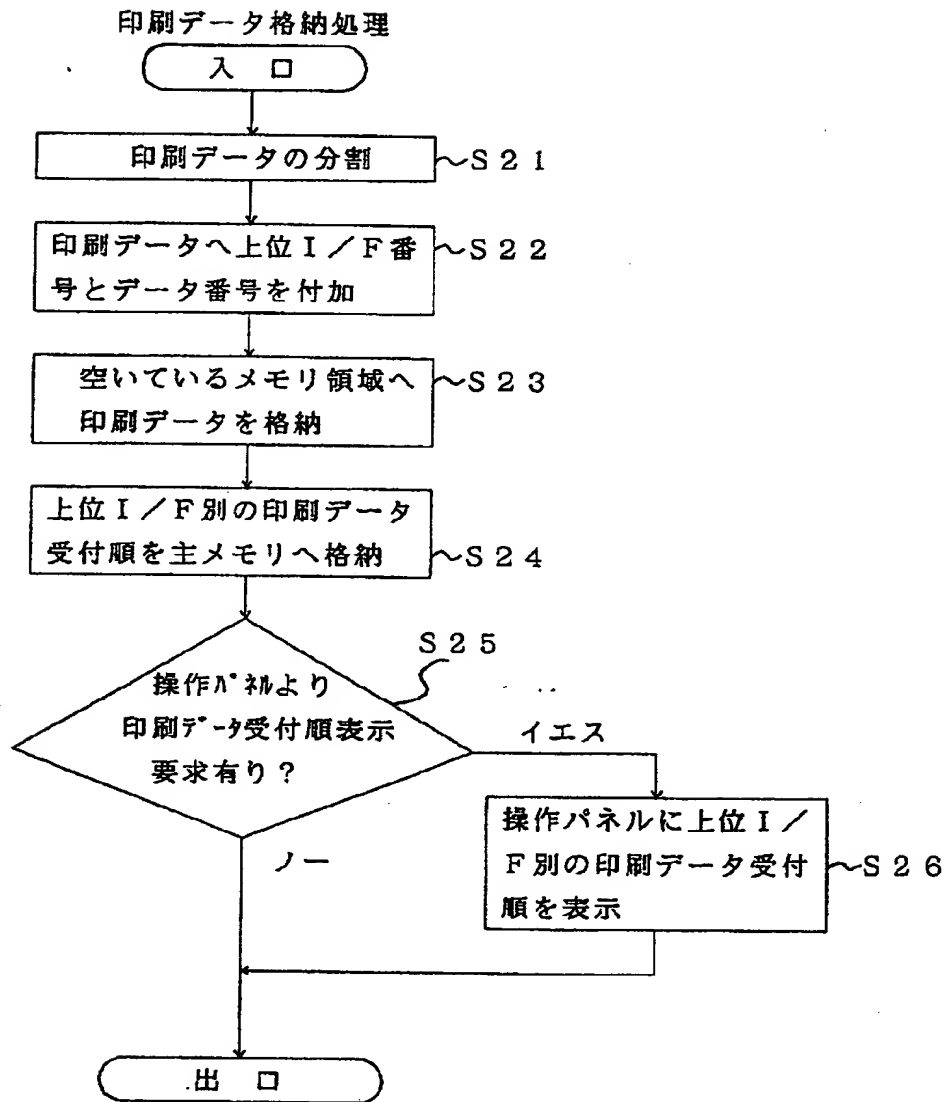 印刷データ格納処理
入 口
印刷データの分割
～S21
印刷データへ上位I／F番
号とデータ番号を付加
～S22
空いているメモリ領域へ
印刷データを格納
～S23
上位I／F別の印刷データ
受付順を主メモリへ格納
～S24
S25
操作ﾊﾟﾈﾙより
印刷ﾃﾞｰﾀ受付順表示
要求有り？
イエス
ノー
操作パネルに上位I／
F別の印刷データ受付
順を表示
～S26
出 口